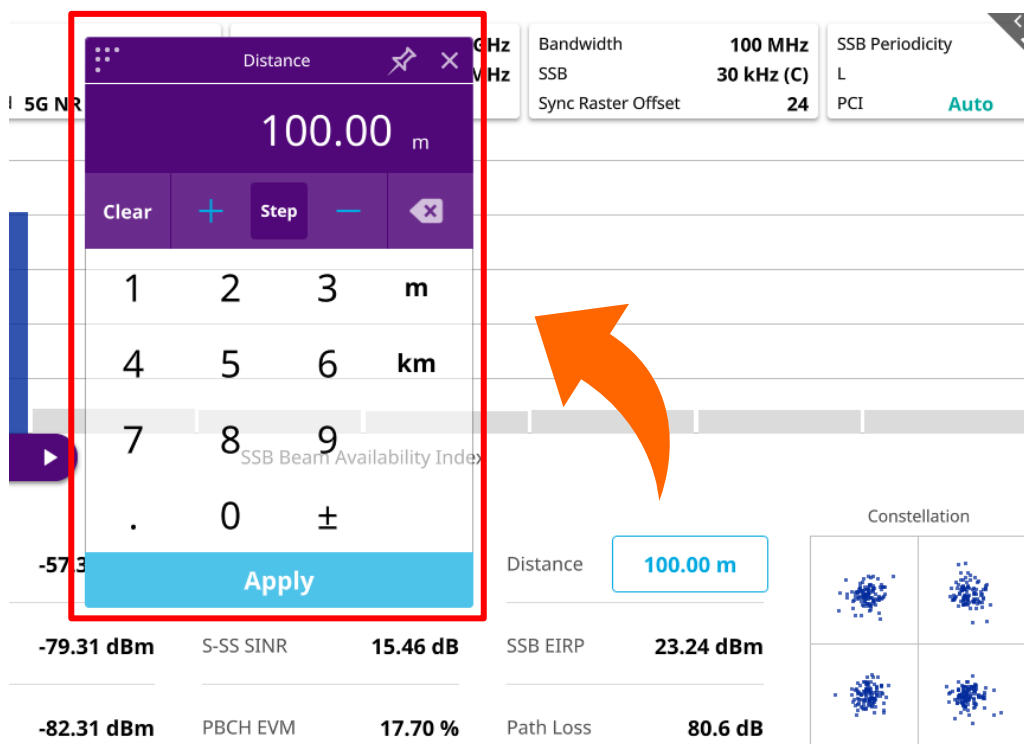 Distance
100.00 m
Clear
Step
1 2 3 m
4 5 6 km
7 8 9
. 0 ±
Apply
5G NR
GHz
MHz
Bandwidth 100 MHz
SSB 30 kHz (C)
Sync Raster Offset 24
SSB Periodicity
L
PCI Auto
SSB Beam Availability Index
Distance 100.00 m
Constellation
-79.31 dBm S-SS SINR 15.46 dB SSB EIRP 23.24 dBm
-82.31 dBm PBCH EVM 17.70 % Path Loss 80.6 dB